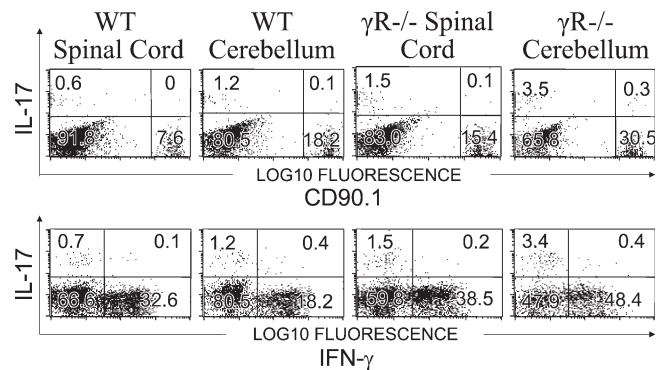 WT Spinal Cord
WT Cerebellum
γR-/- Spinal Cord
γR-/- Cerebellum
IL-17
0.6 0
91.8 7.6
1.2 0.1
80.5 18.2
1.5 0.1
83.0 15.4
3.5 0.3
65.8 30.5
LOG10 FLUORESCENCE
CD90.1
IL-17
0.7 0.1
66.6 32.6
1.2 0.4
80.5 18.2
1.5 0.2
59.8 38.5
3.4 0.4
47.9 48.4
LOG10 FLUORESCENCE
IFN-γ